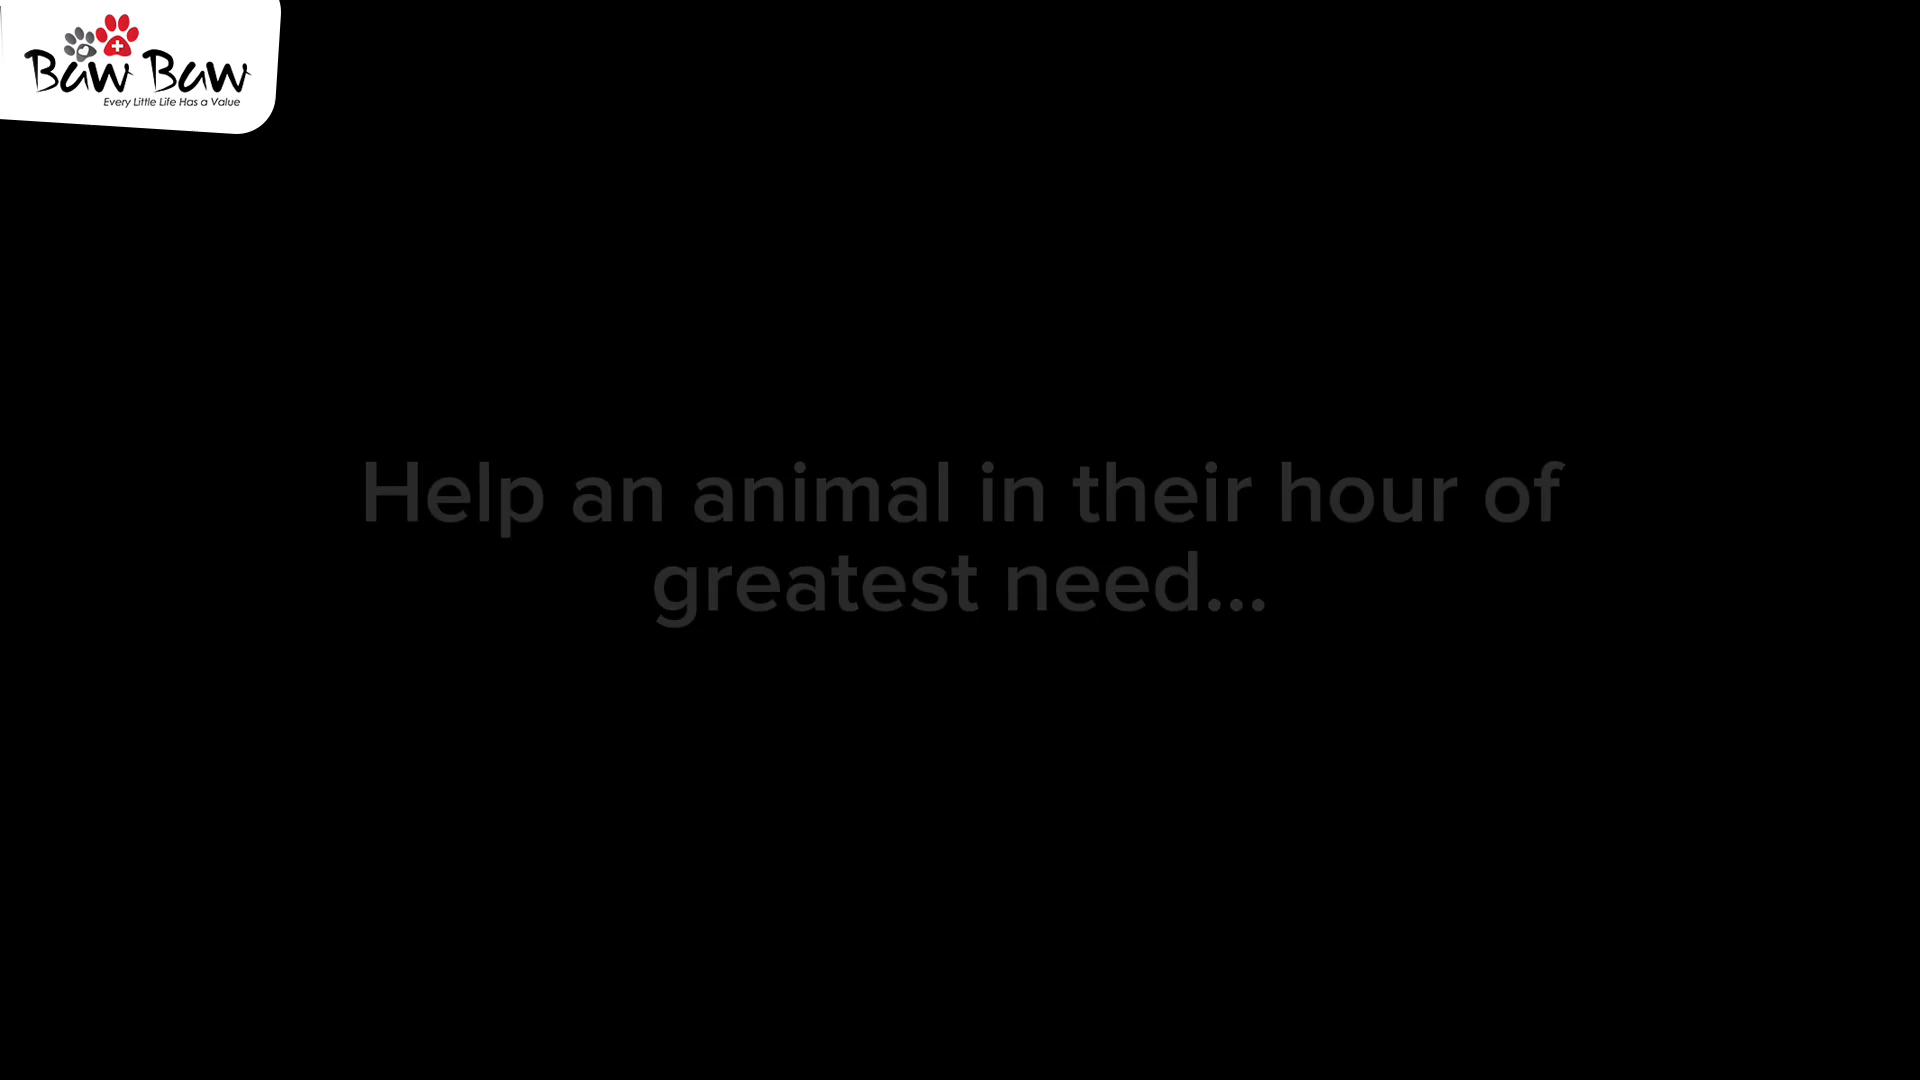 Baw Baw
Every Little Life Has a Value
Help an animal in their hour of
greatest need...